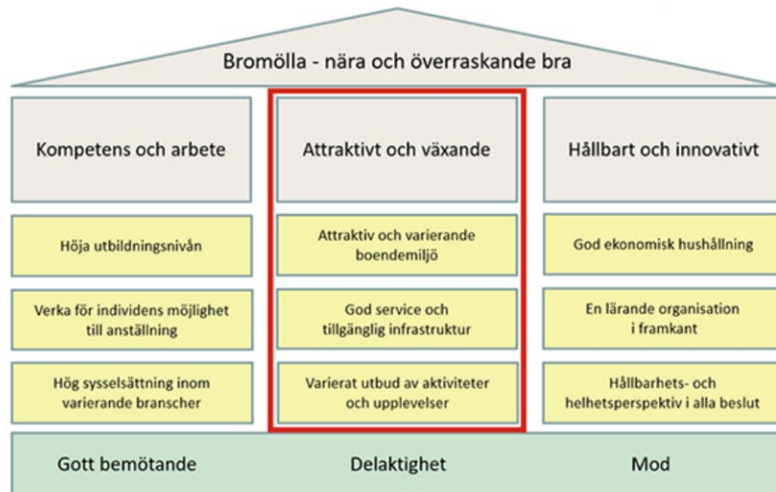 Bromölla - nära och överraskande bra
Kompetens och arbete
Attraktivt och växande
Hållbart och innovativt
Höja utbildningsnivån
Attraktiv och varierande
boendemiljö
God ekonomisk hushållning
Verka för individens möjlighet
till anställning
God service och
tillgänglig infrastruktur
En lärande organisation
i framkant
Hög sysselsättning inom
varierande branscher
Varierat utbud av aktiviteter
och upplevelser
Hållbarhets- och
helhetsperspektiv i alla beslut
Gott bemötande
Delaktighet
Mod